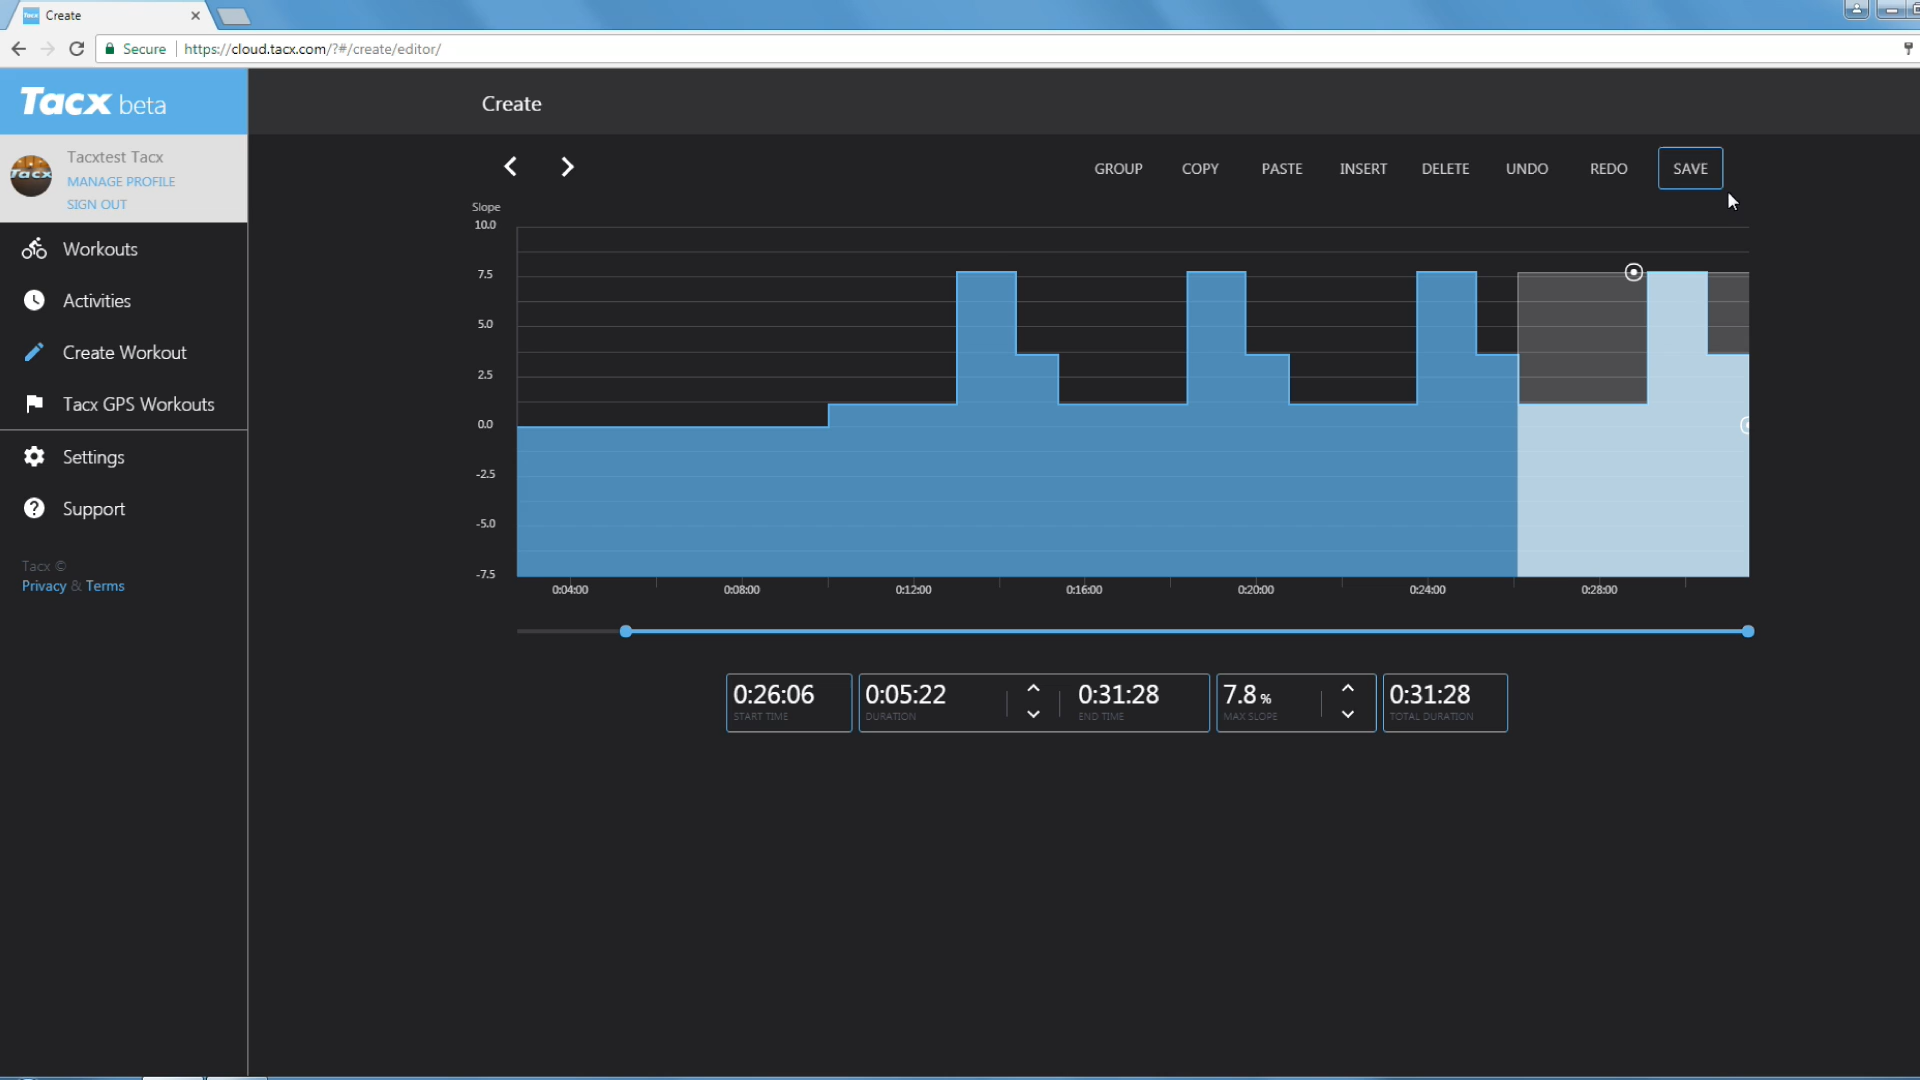 Create
Secure https://cloud.tacx.com/?#/create/editor/
Tacx beta
Create
Tacxtest Tacx
MANAGE PROFILE
SIGN OUT
Workouts
Activities
Create Workout
Tacx GPS Workouts
Settings
Support
Tacx ©
Privacy & Terms
GROUP COPY PASTE INSERT DELETE UNDO REDO SAVE
Slope
10.0
7.5
5.0
2.5
0.0
-2.5
-5.0
-7.5
0:04:00 0:08:00 0:12:00 0:16:00 0:20:00 0:24:00 0:28:00
0:26:06 0:05:22 0:31:28 7.8 % 0:31:28
START TIME DURATION END TIME MAX SLOPE TOTAL DURATION